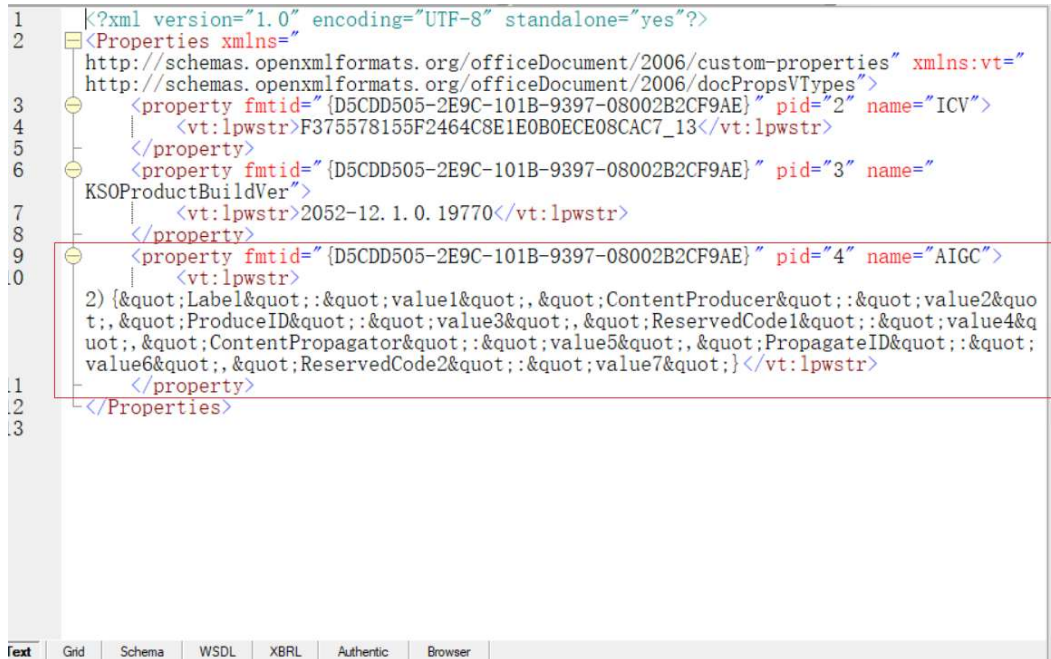 1 <?xml version="1.0" encoding="UTF-8" standalone="yes"?>
2 <Properties xmlns="
http://schemas.openxmlformats.org/officeDocument/2006/custom-properties" xmlns:vt="
http://schemas.openxmlformats.org/officeDocument/2006/docPropsVTypes">
3 <property fmtid="{D5CDD505-2E9C-101B-9397-08002B2CF9AE}" pid="2" name="ICV">
4 <vt:lpwstr>F375578155F2464C8E1E0B0ECE08CAC7_13</vt:lpwstr>
5 </property>
6 <property fmtid="{D5CDD505-2E9C-101B-9397-08002B2CF9AE}" pid="3" name="
KSOProductBuildVer">
7 <vt:lpwstr>2052-12.1.0.19770</vt:lpwstr>
8 </property>
9 <property fmtid="{D5CDD505-2E9C-101B-9397-08002B2CF9AE}" pid="4" name="AIGC">
10 <vt:lpwstr>
2){&quot;Label&quot;:&quot;value1&quot;,&quot;ContentProducer&quot;:&quot;value2&quo
t;,&quot;ProduceID&quot;:&quot;value3&quot;,&quot;ReservedCode1&quot;:&quot;value4&q
uot;,&quot;ContentPropagator&quot;:&quot;value5&quot;,&quot;PropagateID&quot;:&quot;
value6&quot;,&quot;ReservedCode2&quot;:&quot;value7&quot;}</vt:lpwstr>
11 </property>
12 </Properties>
13
Text Grid Schema WSDL XBRL Authentic Browser